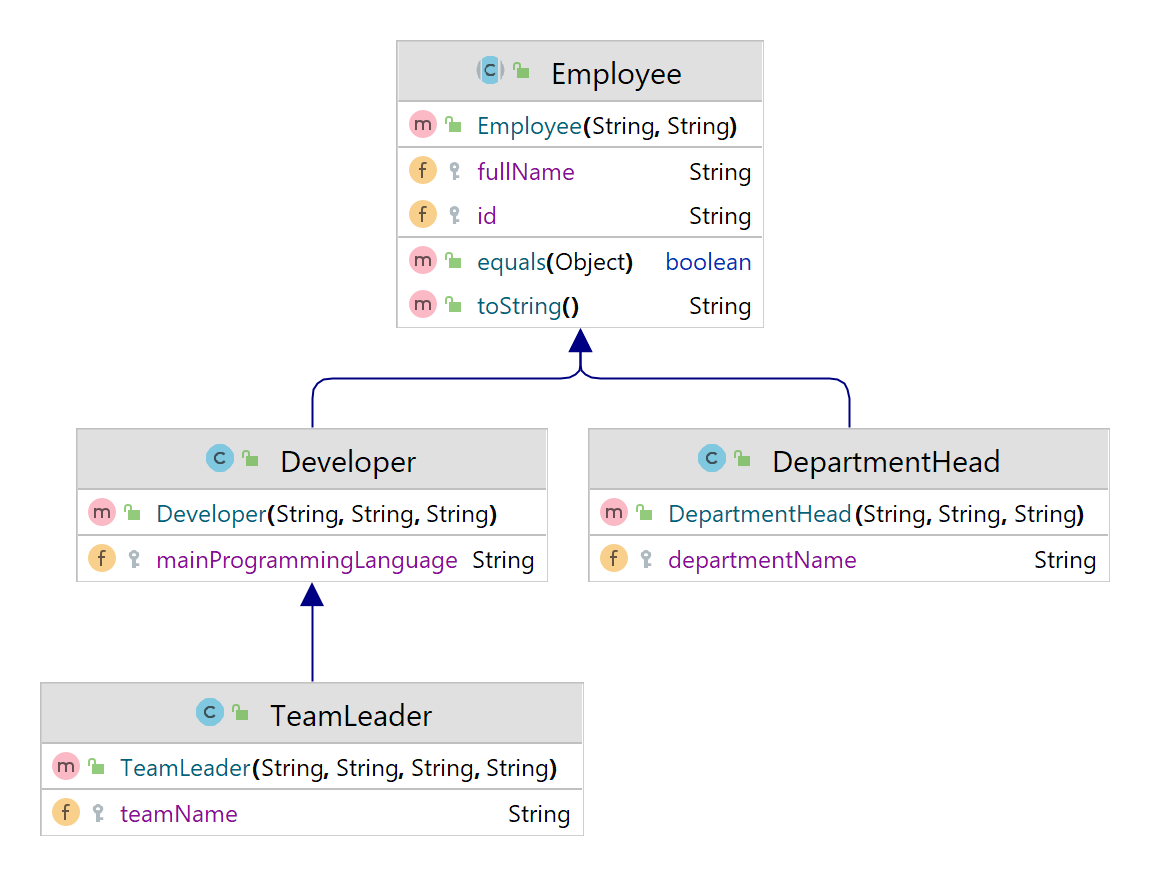 C Employee
m Employee(String, String)
f fullName String
f id String
m equals(Object) boolean
m toString() String
C Developer
m Developer(String, String, String)
f mainProgrammingLanguage String
C DepartmentHead
m DepartmentHead(String, String, String)
f departmentName String
C TeamLeader
m TeamLeader(String, String, String, String)
f teamName String